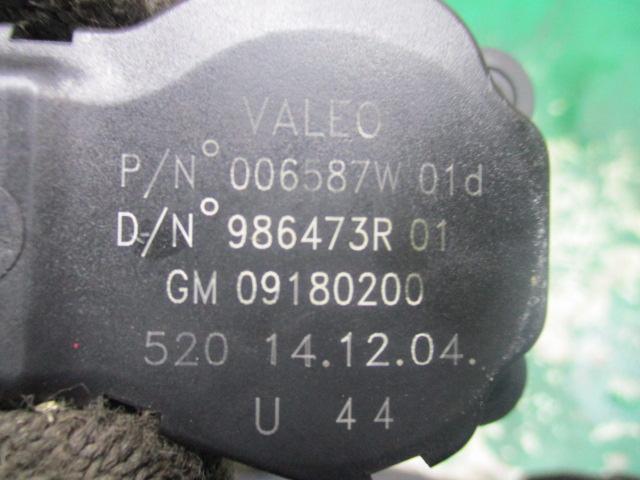 VALEO
P/N° 006587W 01d
D/N° 986473R 01
GM 09180200
520 14.12.04.
U 44